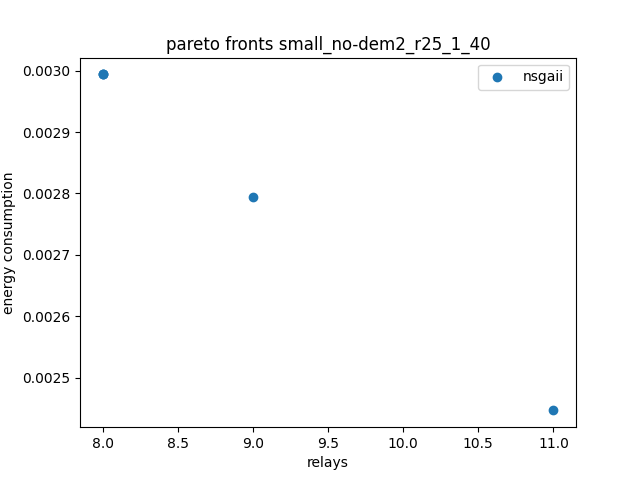 pareto fronts small_no-dem2_r25_1_40
nsgaii
0.0030
0.0029
0.0028
0.0027
0.0026
0.0025
energy consumption
8.0 8.5 9.0 9.5 10.0 10.5 11.0
relays